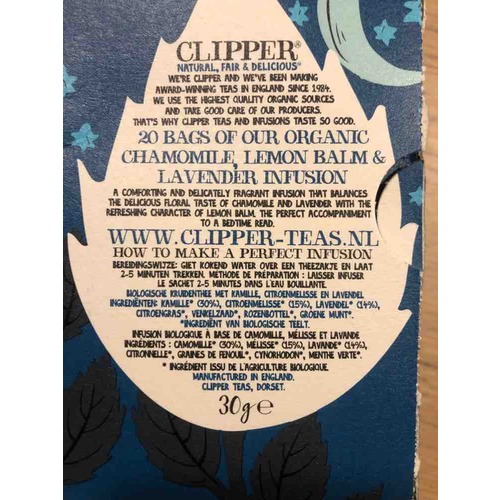 CLIPPER®
NATURAL, FAIR & DELICIOUS®
WE'RE CLIPPER AND WE'VE BEEN MAKING
AWARD-WINNING TEAS IN ENGLAND SINCE 1984.
WE USE THE HIGHEST QUALITY ORGANIC SOURCES
AND TAKE GOOD CARE OF OUR PRODUCERS.
THAT'S WHY CLIPPER TEAS AND INFUSIONS TASTE SO GOOD.
20 BAGS OF OUR ORGANIC
CHAMOMILE, LEMON BALM &
LAVENDER INFUSION
A COMFORTING AND DELICATELY FRAGRANT INFUSION THAT BALANCES
THE DELICIOUS FLORAL TASTE OF CHAMOMILE AND LAVENDER WITH THE
REFRESHING CHARACTER OF LEMON BALM. THE PERFECT ACCOMPANIMENT
TO A BEDTIME READ.
WWW.CLIPPER-TEAS.NL
HOW TO MAKE A PERFECT INFUSION
BEREIDINGSWIJZE: GIET KOKEND WATER OVER EEN THEEZAKJE EN LAAT
2-5 MINUTEN TREKKEN. MÉTHODE DE PRÉPARATION : LAISSER INFUSER
LE SACHET 2-5 MINUTES DANS L'EAU BOUILLANTE.
BIOLOGISCHE KRUIDENTHEE MET KAMILLE, CITROENMELISSE EN LAVENDEL
INGREDIËNTEN: KAMILLE* (30%), CITROENMELISSE* (15%), LAVENDEL* (14%),
CITROENGRAS*, VENKELZAAD*, ROZENBOTTEL*, GROENE MUNT*.
*INGREDIËNT VAN BIOLOGISCHE TEELT.
INFUSION BIOLOGIQUE À BASE DE CAMOMILLE, MÉLISSE ET LAVANDE
INGRÉDIENTS : CAMOMILLE* (30%), MÉLISSE* (15%), LAVANDE* (14%),
CITRONNELLE*, GRAINES DE FENOUIL*, CYNORHODON*, MENTHE VERTE*.
* INGRÉDIENT ISSU DE L'AGRICULTURE BIOLOGIQUE.
MANUFACTURED IN ENGLAND.
CLIPPER TEAS, DORSET.
30g e